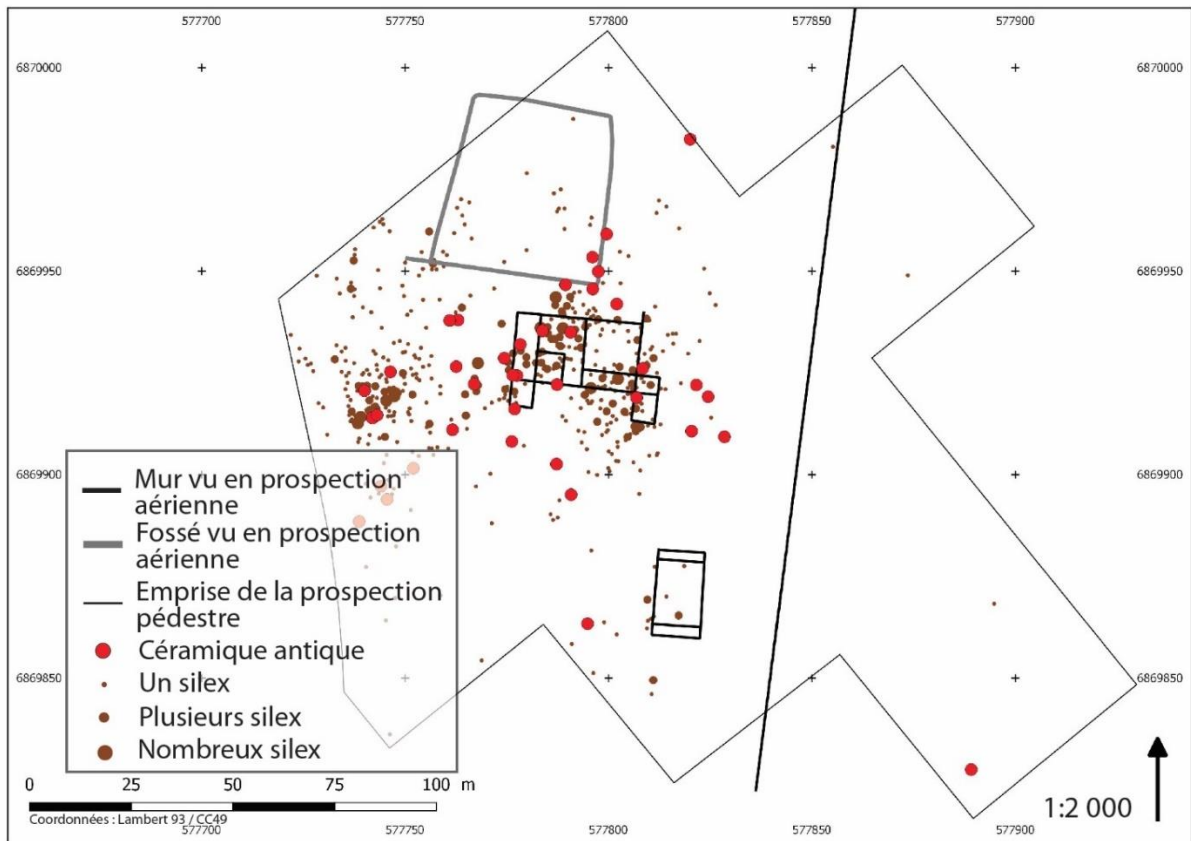 577700 577750 577800 577850 577900
6870000 6870000
6869950 6869950
6869900 6869900
6869850 6869850
Mur vu en prospection
aérienne
Fossé vu en prospection
aérienne
Emprise de la prospection
pédestre
Céramique antique
Un silex
Plusieurs silex
Nombreux silex
0 25 50 75 100 m
Coordonnées : Lambert 93 / CC49
1:2 000
577700 577750 577800 577850 577900